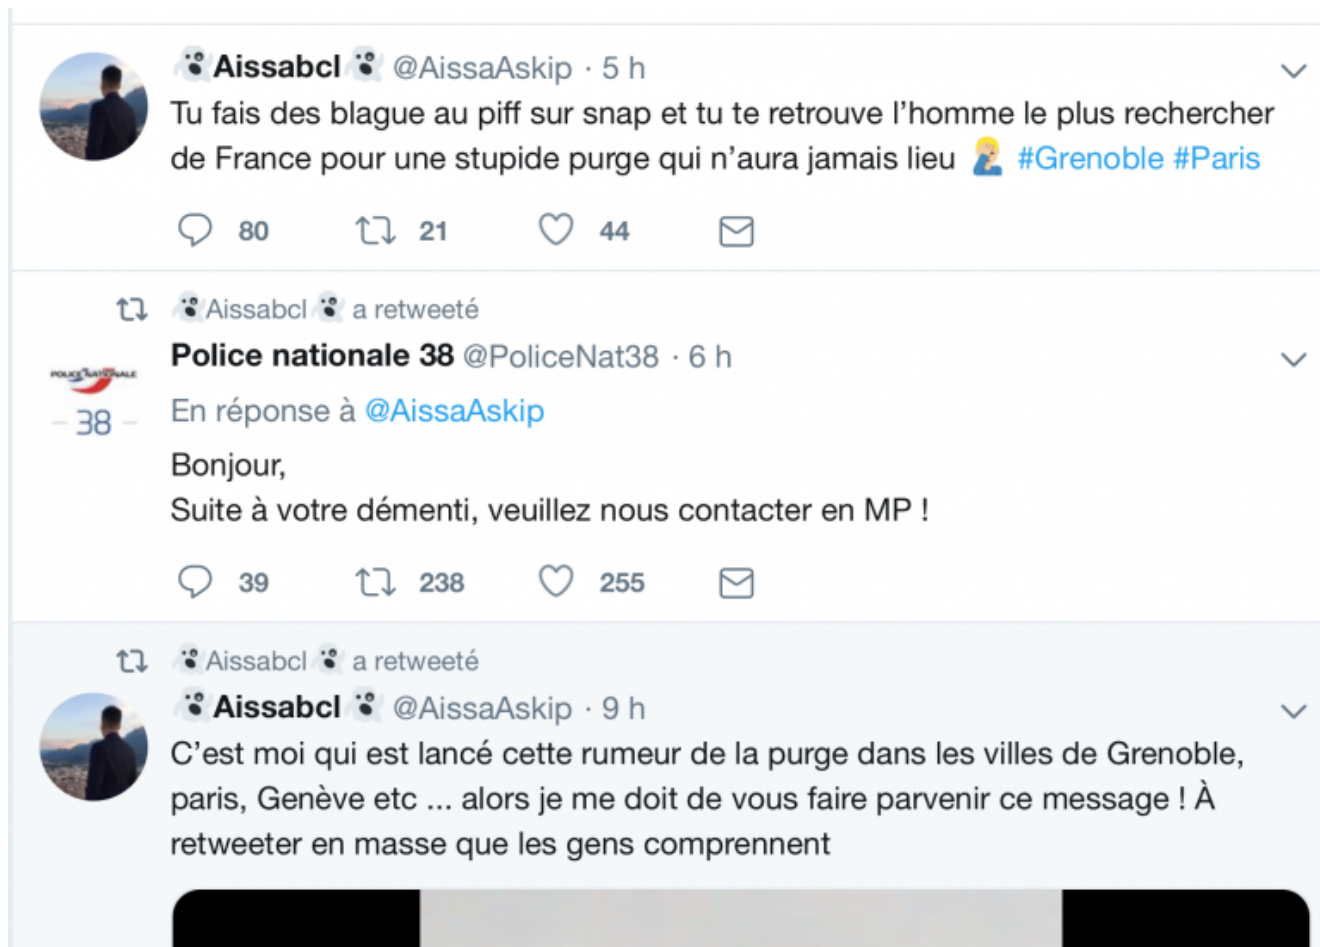 Aissabcl @AissaAskip · 5 h
Tu fais des blague au piff sur snap et tu te retrouve l'homme le plus rechercher
de France pour une stupide purge qui n'aura jamais lieu 🤦🏼‍♂️ #Grenoble #Paris
80 21 44
👻Aissabcl👻 a retweeté
Police nationale 38 @PoliceNat38 · 6 h
POLICE NATIONALE
- 38 -
En réponse à @AissaAskip
Bonjour,
Suite à votre démenti, veuillez nous contacter en MP !
39 238 255
👻Aissabcl👻 a retweeté
👻Aissabcl👻 @AissaAskip · 9 h
C'est moi qui est lancé cette rumeur de la purge dans les villes de Grenoble,
paris, Genève etc ... alors je me doit de vous faire parvenir ce message ! À
retweeter en masse que les gens comprennent